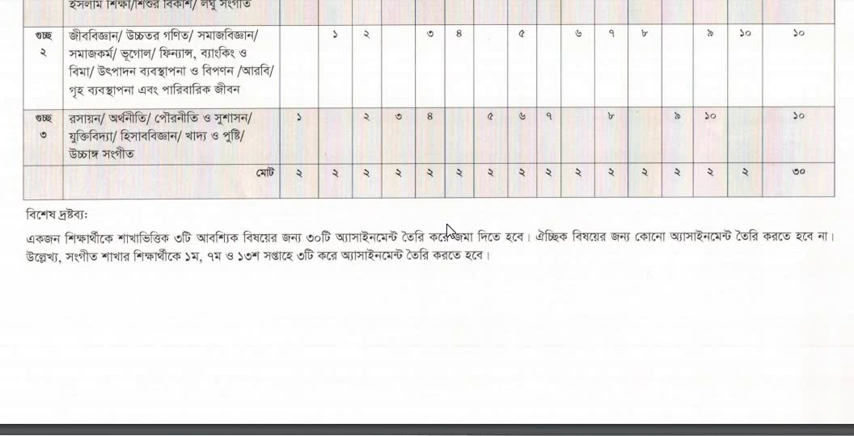 ইসলাম শিক্ষা/শিশুর বিকাশ/ লঘু সংগীত
গুচ্ছ ২ জীববিজ্ঞান/ উচ্চতর গণিত/ সমাজবিজ্ঞান/ ১ ২ ৩ ৪ ৫ ৬ ৭ ৮ ৯ ১০ ১০
সমাজকর্ম/ ভূগোল/ ফিন্যান্স, ব্যাংকিং ও
বিমা/ উৎপাদন ব্যবস্থাপনা ও বিপণন /আরবি/
গৃহ ব্যবস্থাপনা এবং পারিবারিক জীবন
গুচ্ছ ৩ রসায়ন/ অর্থনীতি/ পৌরনীতি ও সুশাসন/ ১ ২ ৩ ৪ ৫ ৬ ৭ ৮ ৯ ১০ ১০
যুক্তিবিদ্যা/ হিসাববিজ্ঞান/ খাদ্য ও পুষ্টি/
উচ্চাঙ্গ সংগীত
মোট ২ ২ ২ ২ ২ ২ ২ ২ ২ ২ ২ ২ ২ ২ ২ ৩০
বিশেষ দ্রষ্টব্য:
একজন শিক্ষার্থীকে শাখাভিত্তিক ৩টি আবশ্যিক বিষয়ের জন্য ৩০টি অ্যাসাইনমেন্ট তৈরি করে জমা দিতে হবে। ঐচ্ছিক বিষয়ের জন্য কোনো অ্যাসাইনমেন্ট তৈরি করতে হবে না।
উল্লেখ্য, সংগীত শাখার শিক্ষার্থীকে ১ম, ৭ম ও ১৩শ সপ্তাহে ৩টি করে অ্যাসাইনমেন্ট তৈরি করতে হবে।